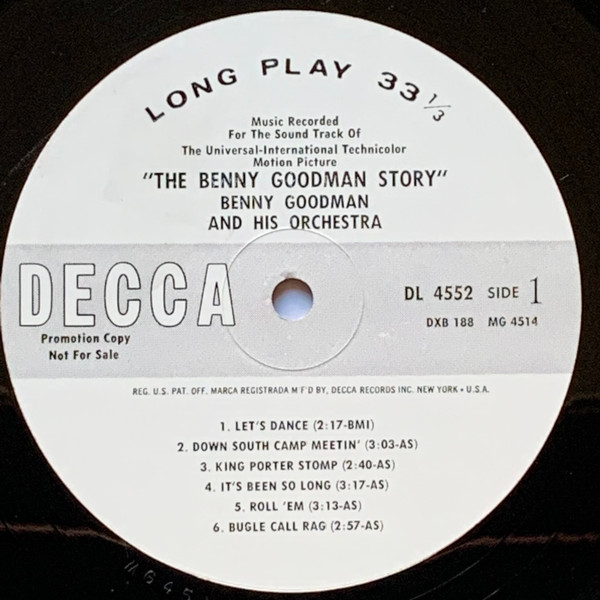 LONG PLAY 33 1/3
Music Recorded
For The Sound Track Of
The Universal-International Technicolor
Motion Picture
"THE BENNY GOODMAN STORY"
BENNY GOODMAN
AND HIS ORCHESTRA
DECCA
Promotion Copy
Not For Sale
DL 4552 SIDE 1
DXB 188 MG 4514
REG. U.S. PAT. OFF. MARCA REGISTRADA M'F'D BY, DECCA RECORDS INC. NEW YORK • U.S.A.
1. LET'S DANCE (2:17-BMI)
2. DOWN SOUTH CAMP MEETIN' (3:03-AS)
3. KING PORTER STOMP (2:40-AS)
4. IT'S BEEN SO LONG (3:17-AS)
5. ROLL 'EM (3:13-AS)
6. BUGLE CALL RAG (2:57-AS)